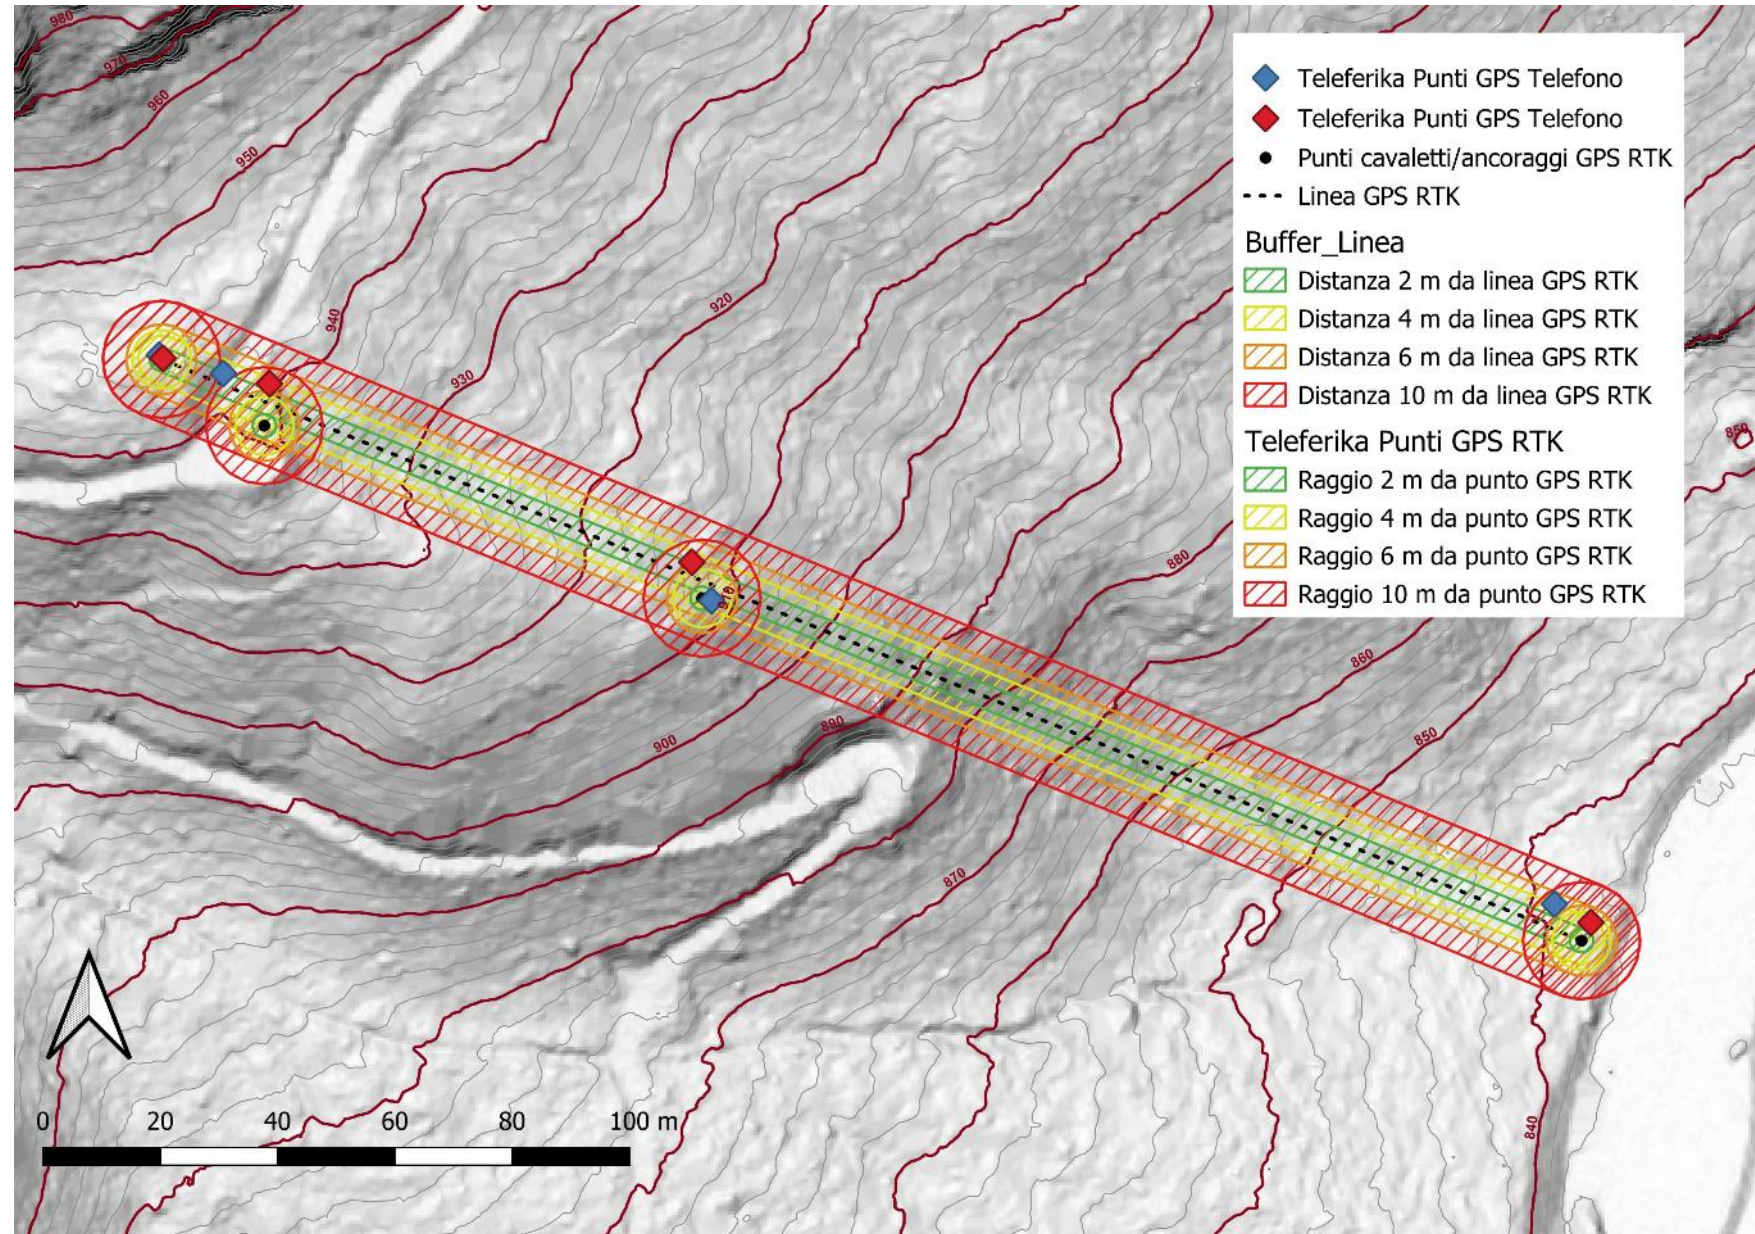 980
970
960
950
940
930
920
910
900
890
880
870
860
850
850
840
Teleferika Punti GPS Telefono
Teleferika Punti GPS Telefono
Punti cavaletti/ancoraggi GPS RTK
Linea GPS RTK
Buffer_Linea
Distanza 2 m da linea GPS RTK
Distanza 4 m da linea GPS RTK
Distanza 6 m da linea GPS RTK
Distanza 10 m da linea GPS RTK
Teleferika Punti GPS RTK
Raggio 2 m da punto GPS RTK
Raggio 4 m da punto GPS RTK
Raggio 6 m da punto GPS RTK
Raggio 10 m da punto GPS RTK
0 20 40 60 80 100 m